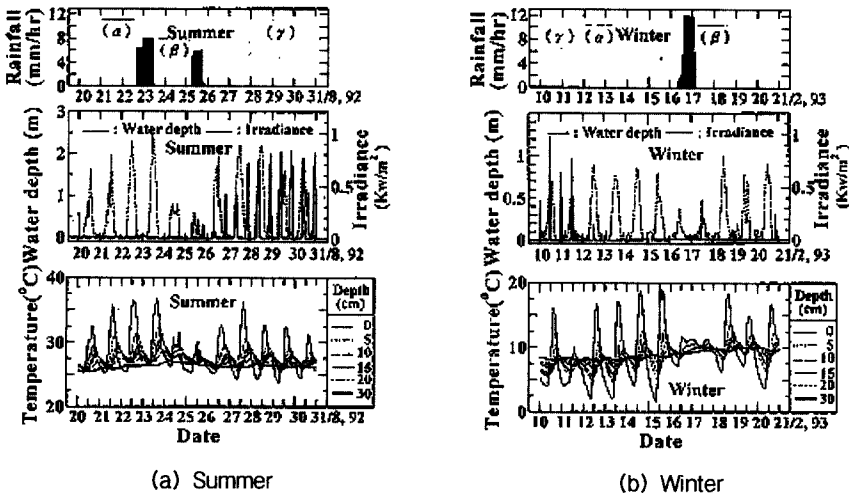 Rainfall (mm/hr)
12
8
4
0
(α) Summer (γ)
(β)
20 21 22 23 24 25 26 27 28 29 30 31/8, 92
Water depth (m)
3
2
1
0
: Water depth : Irradiance
Summer
1
0.5
0
Irradiance (Kw/m²)
20 21 22 23 24 25 26 27 28 29 30 31/8, 92
Temperature(°C)
40
30
20
Summer
Depth (cm)
0
5
10
15
20
30
20 21 22 23 24 25 26 27 28 29 30 31/8, 92
Date
(a) Summer
Rainfall (mm/hr)
12
8
4
0
(γ) (α) Winter (β)
10 11 12 13 14 15 16 17 18 19 20 21/2, 93
Water depth (m)
1
0.5
0
: Water depth : Irradiance
Winter
1
0.5
0
Irradiance (Kw/m²)
10 11 12 13 14 15 16 17 18 19 20 21/2, 93
Temperature(°C)
20
10
0
Winter
Depth (cm)
0
5
10
15
20
30
10 11 12 13 14 15 16 17 18 19 20 21/2, 93
Date
(b) Winter